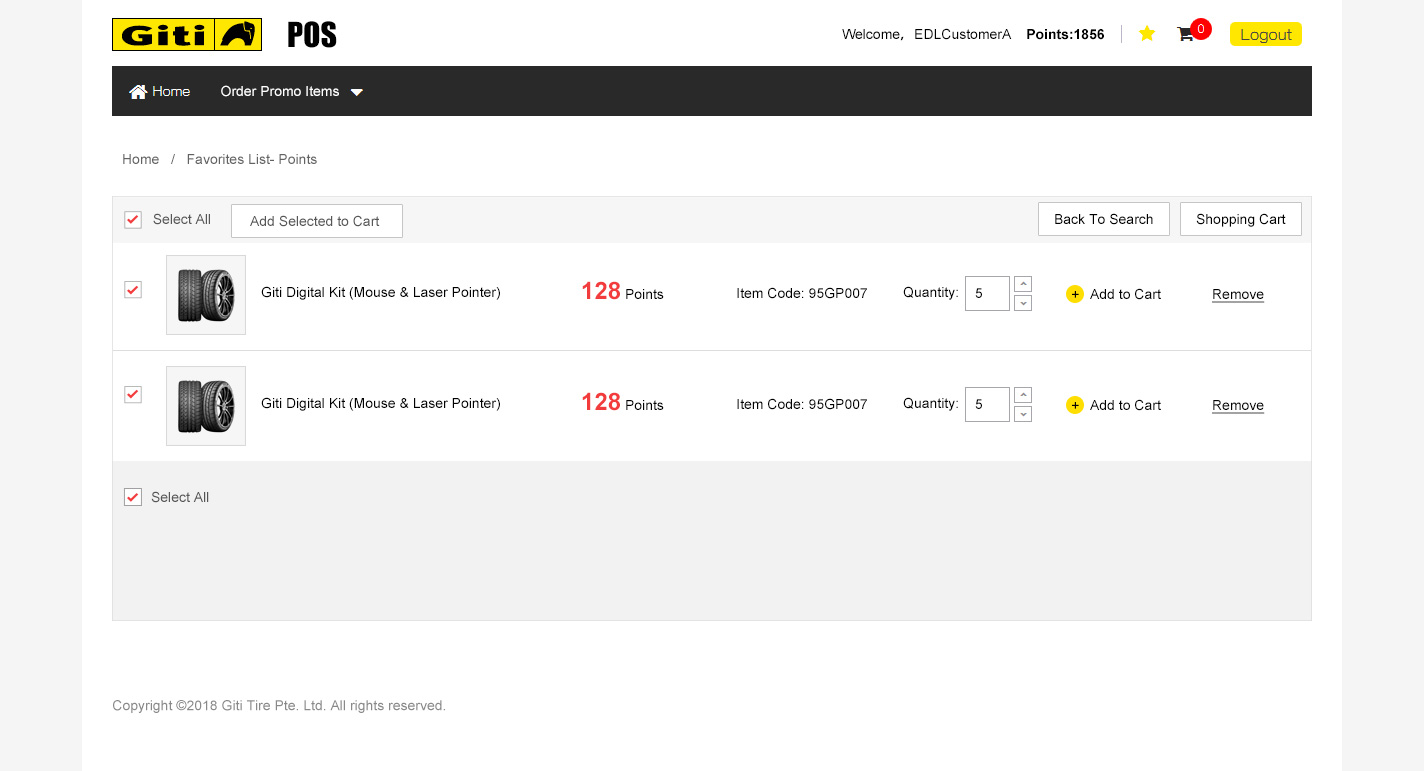 Giti POS
Welcome, EDLCustomerA Points:1856 0 Logout
Home Order Promo Items
Home / Favorites List- Points
Select All Add Selected to Cart Back To Search Shopping Cart
Giti Digital Kit (Mouse & Laser Pointer) 128 Points Item Code: 95GP007 Quantity: 5 + Add to Cart Remove
Giti Digital Kit (Mouse & Laser Pointer) 128 Points Item Code: 95GP007 Quantity: 5 + Add to Cart Remove
Select All
Copyright ©2018 Giti Tire Pte. Ltd. All rights reserved.